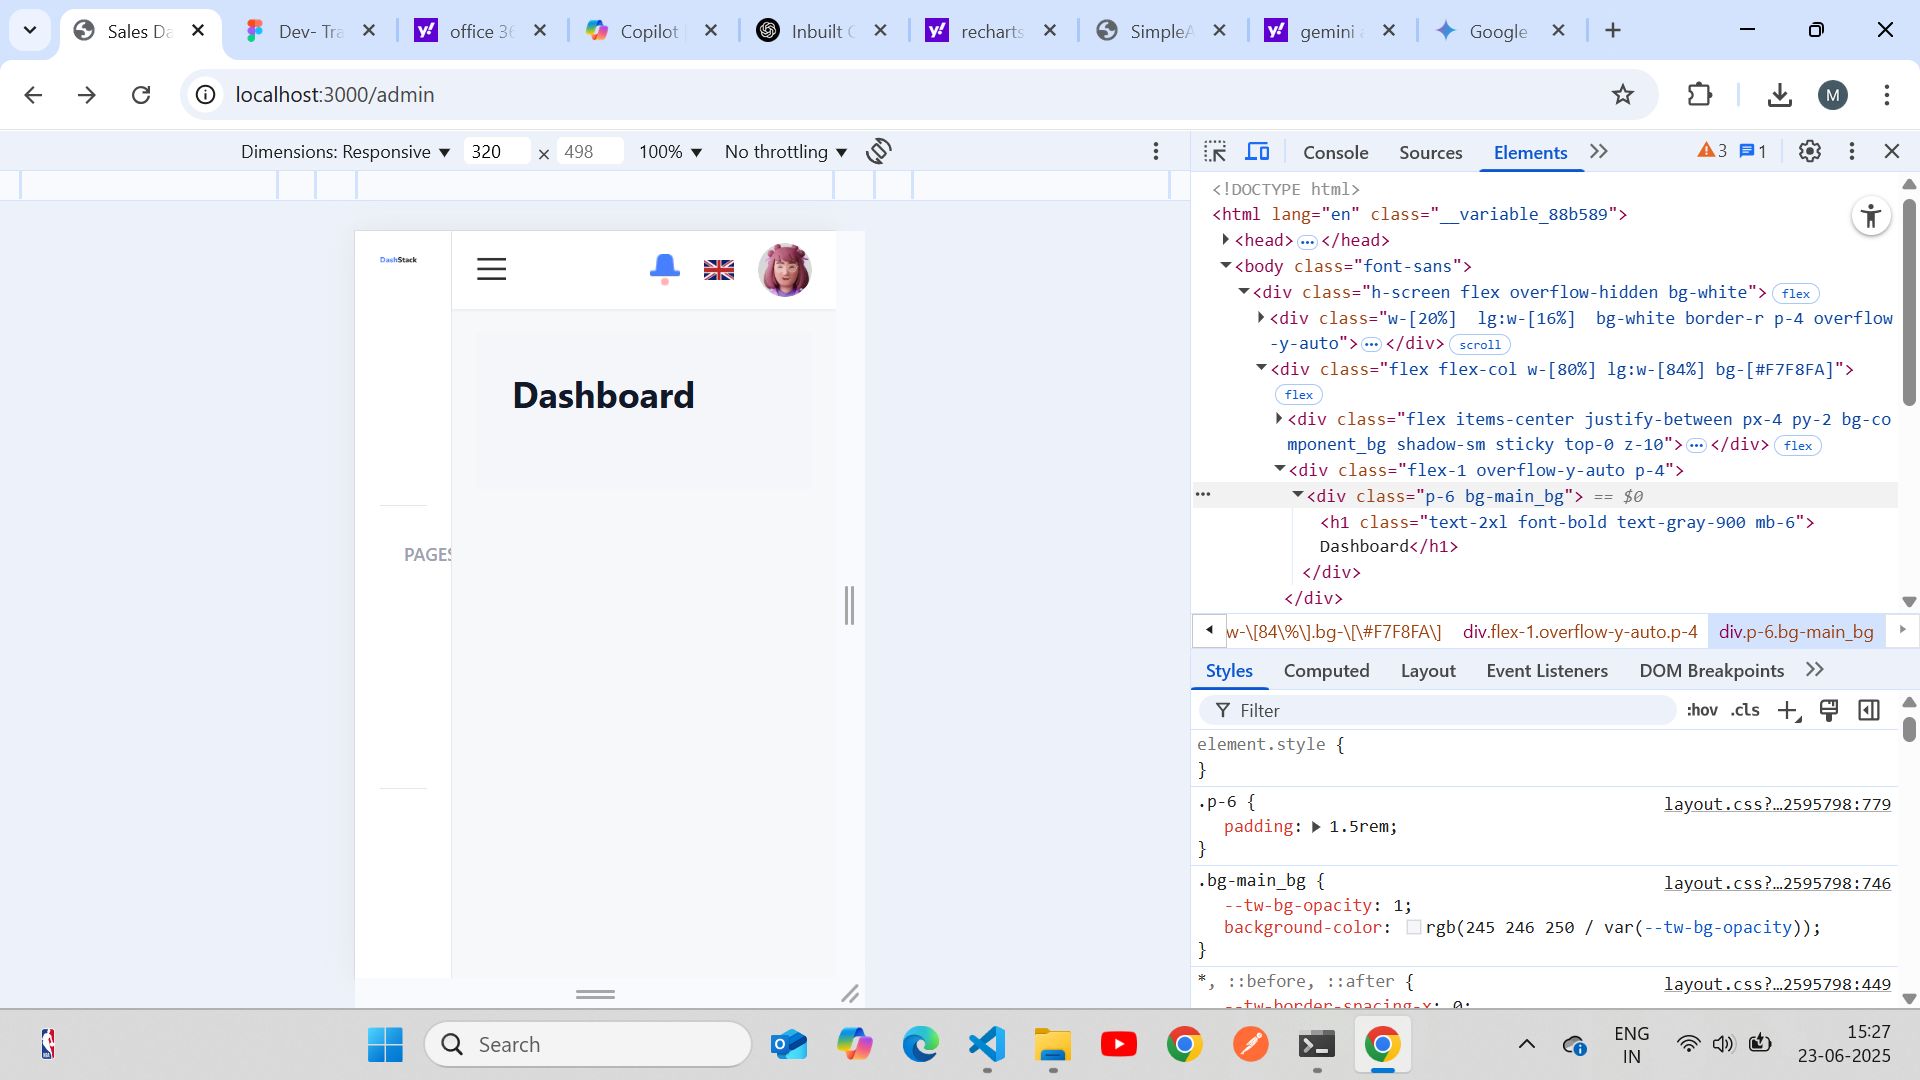 Sales Da
Dev- Tra
office 36
Copilot
Inbuilt C
recharts
SimpleA
gemini a
Google
localhost:3000/admin
M
Dimensions: Responsive
320
×
498
100%
No throttling
Console
Sources
Elements
3
1
DashStack
Dashboard
PAGES
<!DOCTYPE html>
<html lang="en" class="__variable_88b589">
<head>
</head>
<body class="font-sans">
<div class="h-screen flex overflow-hidden bg-white">
flex
<div class="w-[20%]  lg:w-[16%]  bg-white border-r p-4 overflow
-y-auto">
</div>
scroll
<div class="flex flex-col w-[80%] lg:w-[84%] bg-[#F7F8FA]">
flex
<div class="flex items-center justify-between px-4 py-2 bg-co
mponent_bg shadow-sm sticky top-0 z-10">
</div>
flex
<div class="flex-1 overflow-y-auto p-4">
<div class="p-6 bg-main_bg"> == $0
<h1 class="text-2xl font-bold text-gray-900 mb-6">
Dashboard</h1>
</div>
</div>
w-\[84\%\].bg-\[\#F7F8FA\]
div.flex-1.overflow-y-auto.p-4
div.p-6.bg-main_bg
Styles
Computed
Layout
Event Listeners
DOM Breakpoints
Filter
:hov
.cls
element.style {
}
.p-6 {
layout.css?…2595798:779
padding: 1.5rem;
}
.bg-main_bg {
layout.css?…2595798:746
--tw-bg-opacity: 1;
background-color: rgb(245 246 250 / var(--tw-bg-opacity));
}
*, ::before, ::after {
layout.css?…2595798:449
--tw-border-spacing-x: 0;
Search
ENG
IN
15:27
23-06-2025